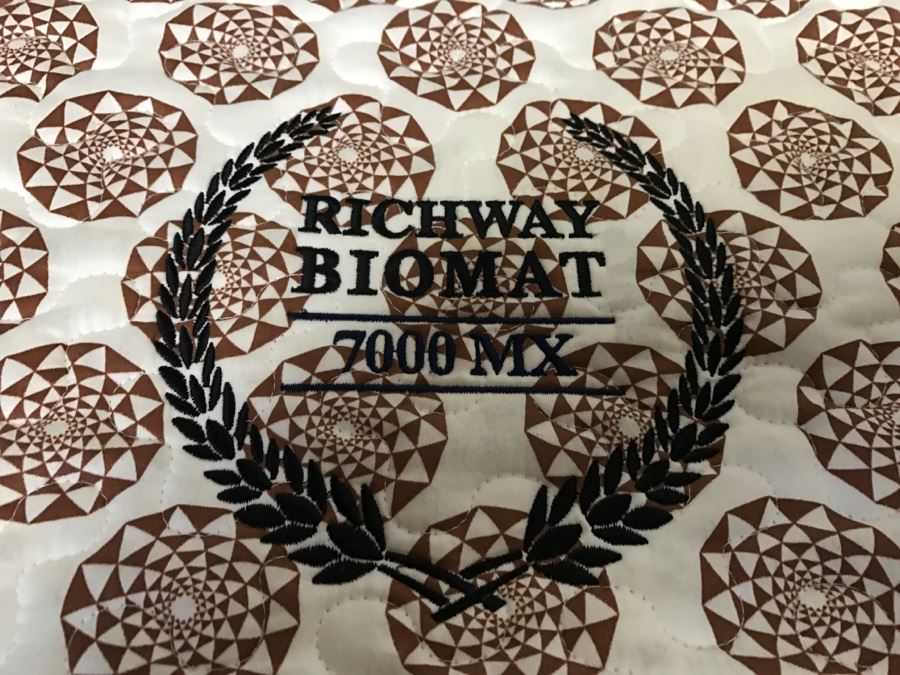 RICHWAY
BIOMAT
7000 MX